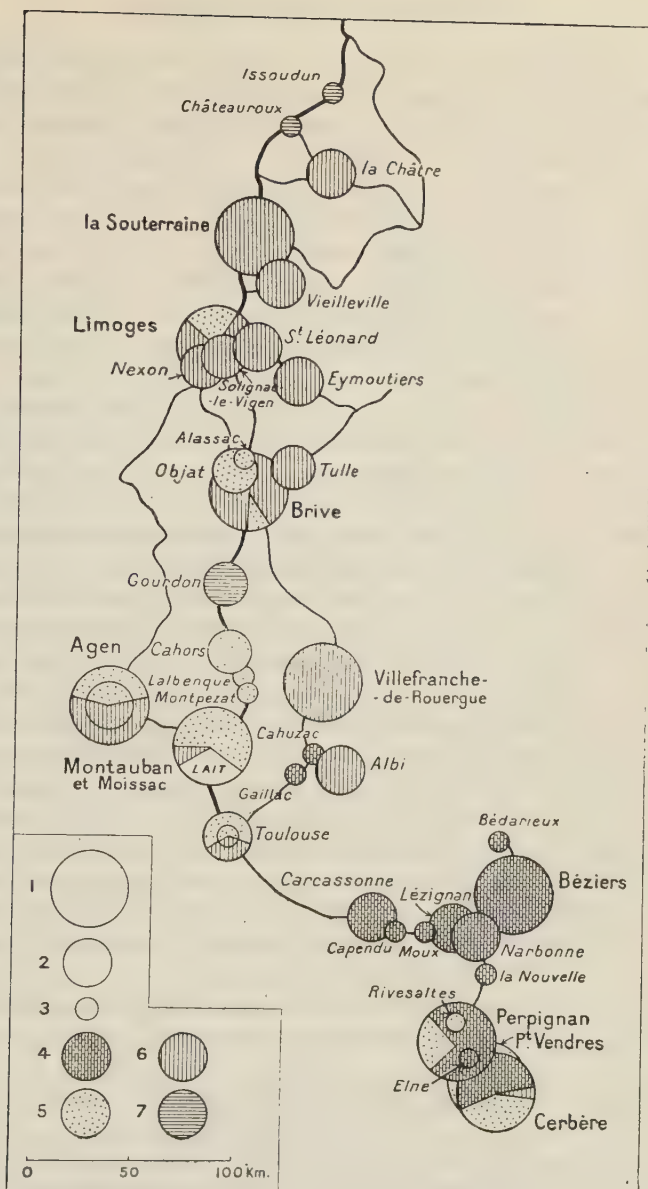 Issoudun
Châteauroux
la Châtre
la Souterraine
Vieilleville
Limoges
St Léonard
Nexon
Solignac
-le-Vigen
Eymoutiers
Alassac
Objat
Tulle
Brive
Gourdon
Agen
Cahors
Lalbenque
Montpezat
Villefranche-
-de-Rouergue
Cahuzac
Montauban
et Moissac
LAIT
Albi
Gaillac
Toulouse
Bédarieux
Carcassonne
Lézignan
Béziers
Capendu
Moux
Narbonne
la Nouvelle
Rivesaltes
Perpignan
Pt Vendres
Elne
Cerbère
1
2
3
4
6
5
7
0 50 100 Km.